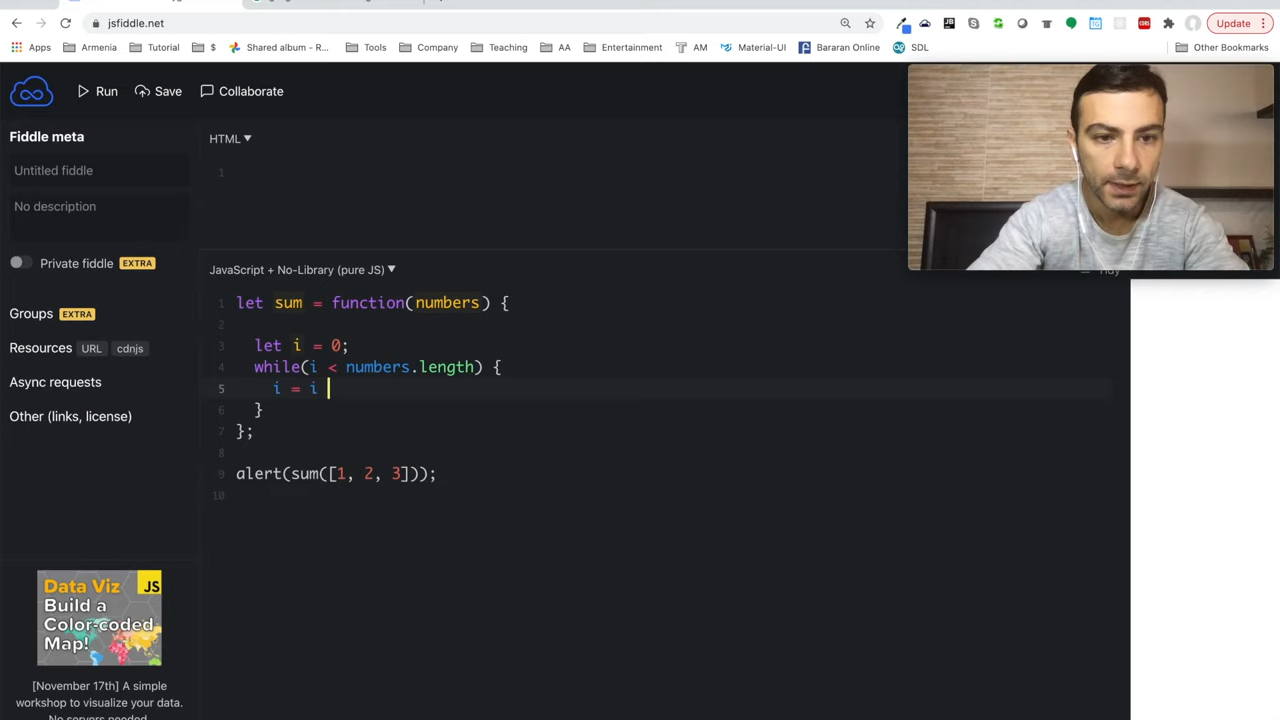 jsfiddle.net
Update
Apps
Armenia
Tutorial
$
Shared album - R...
Tools
Company
Teaching
AA
Entertainment
AM
Material-UI
Bararan Online
SDL
Other Bookmarks
Run
Save
Collaborate
Fiddle meta
Untitled fiddle
No description
Private fiddle EXTRA
Groups EXTRA
Resources URL cdnjs
Async requests
Other (links, license)
Data Viz JS
Build a
Color-coded
Map!
[November 17th] A simple
workshop to visualize your data.
No servers needed
HTML
1
JavaScript + No-Library (pure JS)
Tidy
1 let sum = function(numbers) {
2
3 let i = 0;
4 while(i < numbers.length) {
5 i = i
6 }
7 };
8
9 alert(sum([1, 2, 3]));
10